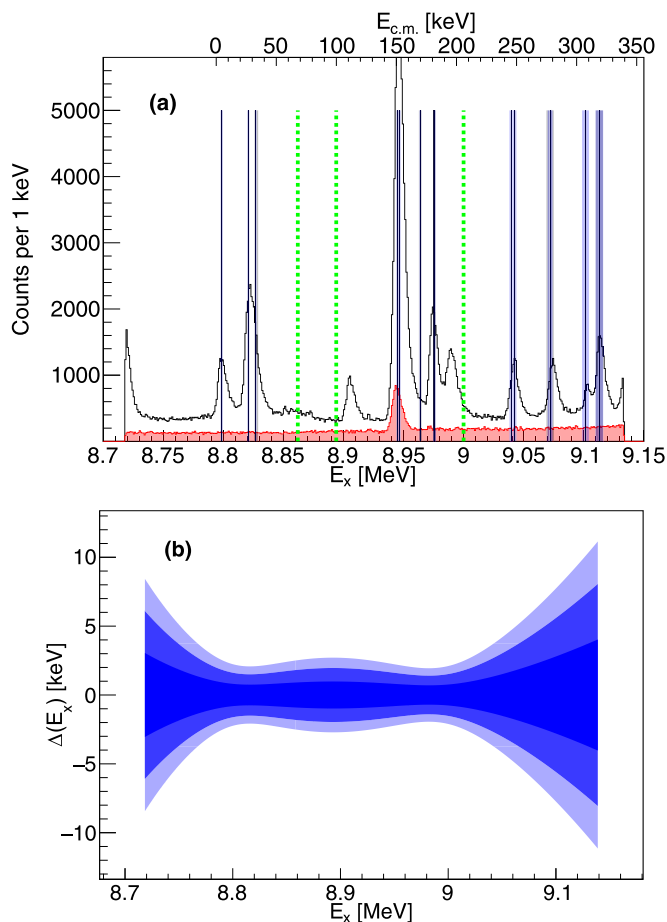 E_c.m. [keV]
0 50 100 150 200 250 300 350
(a)
Counts per 1 keV
5000
4000
3000
2000
1000
8.7 8.75 8.8 8.85 8.9 8.95 9 9.05 9.1 9.15
E_x [MeV]
(b)
Δ(E_x) [keV]
10
5
0
−5
−10
8.7 8.8 8.9 9 9.1
E_x [MeV]